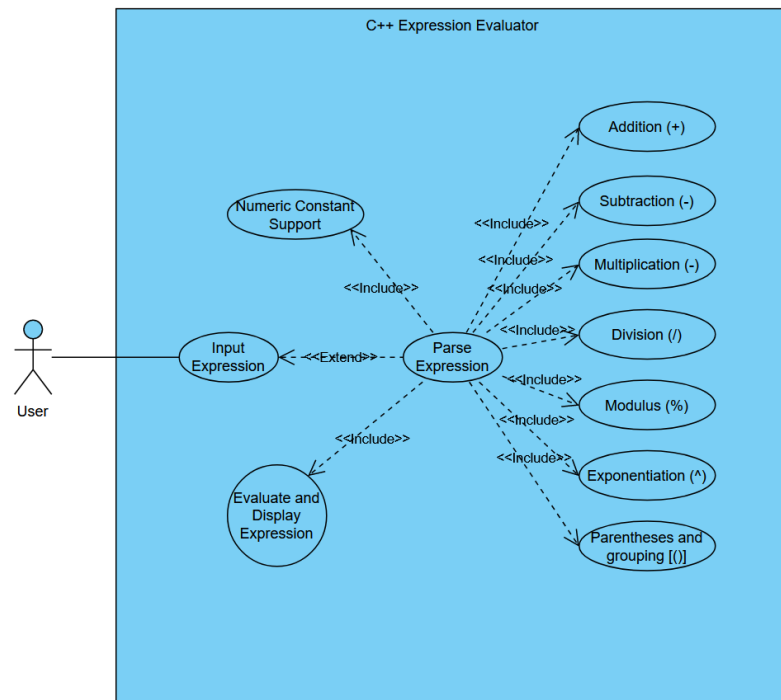 C++ Expression Evaluator
Addition (+)
Numeric Constant
Support
Subtraction (-)
<<Include>>
<<Include>>
Multiplication (-)
<<Include>>
<<Include>>
<<Include>>
Division (/)
User
Input
Expression
<<Extend>>
Parse
Expression
<<Include>>
Modulus (%)
<<Include>>
<<Include>>
<<Include>>
Exponentiation (^)
Evaluate and
Display
Expression
Parentheses and
grouping [()]